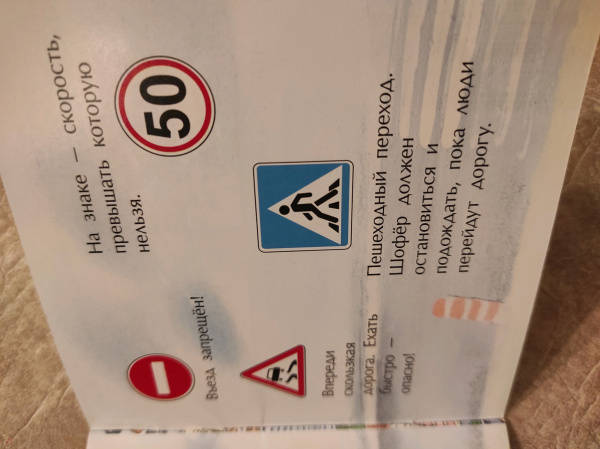 Въезд запрещён!
Впереди
скользкая
дорога. Ехать
быстро —
опасно!
На знаке — скорость,
превышать которую
нельзя.
50
Пешеходный переход.
Шофёр должен
остановиться и
подождать, пока люди
перейдут дорогу.